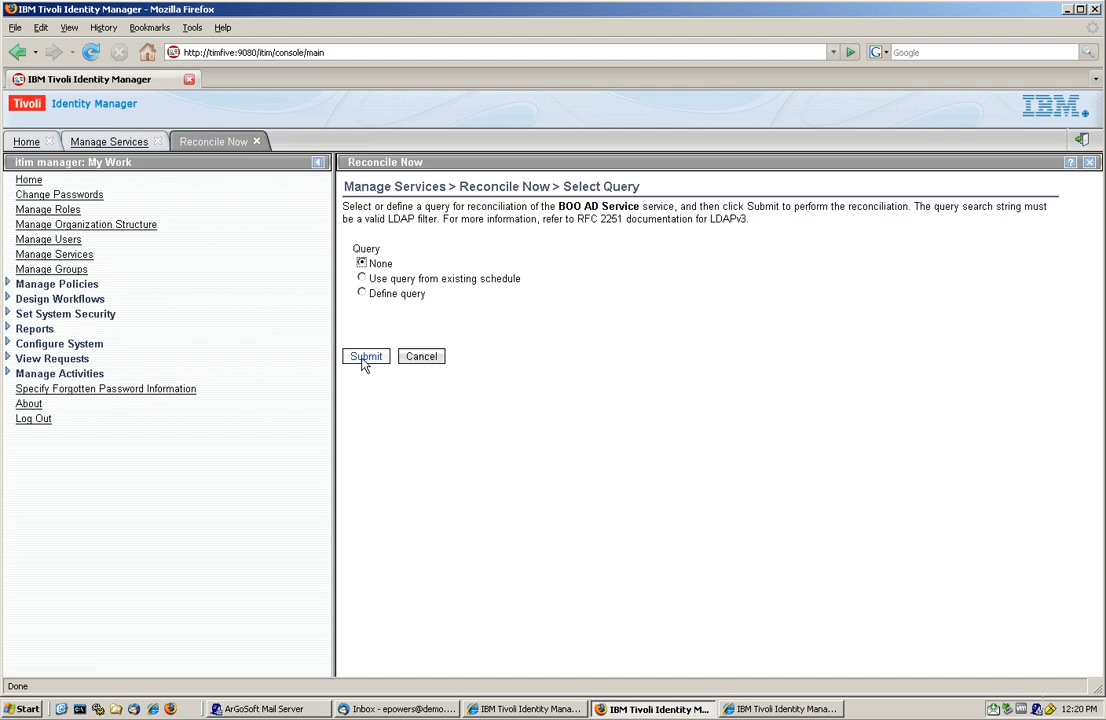 IBM Tivoli Identity Manager - Mozilla Firefox
File Edit View History Bookmarks Tools Help
http://timfive:9080/itim/console/main
G Google
IBM Tivoli Identity Manager
Tivoli Identity Manager
IBM
Home Manage Services Reconcile Now
itim manager: My Work
Home
Change Passwords
Manage Roles
Manage Organization Structure
Manage Users
Manage Services
Manage Groups
Manage Policies
Design Workflows
Set System Security
Reports
Configure System
View Requests
Manage Activities
Specify Forgotten Password Information
About
Log Out
Reconcile Now
?
Manage Services > Reconcile Now > Select Query
Select or define a query for reconciliation of the BOO AD Service service, and then click Submit to perform the reconciliation. The query search string must
be a valid LDAP filter. For more information, refer to RFC 2251 documentation for LDAPv3.
Query
None
Use query from existing schedule
Define query
Submit Cancel
Done
Start ArGoSoft Mail Server Inbox - epowers@demo.... IBM Tivoli Identity Mana... IBM Tivoli Identity M... IBM Tivoli Identity Mana... 12:20 PM